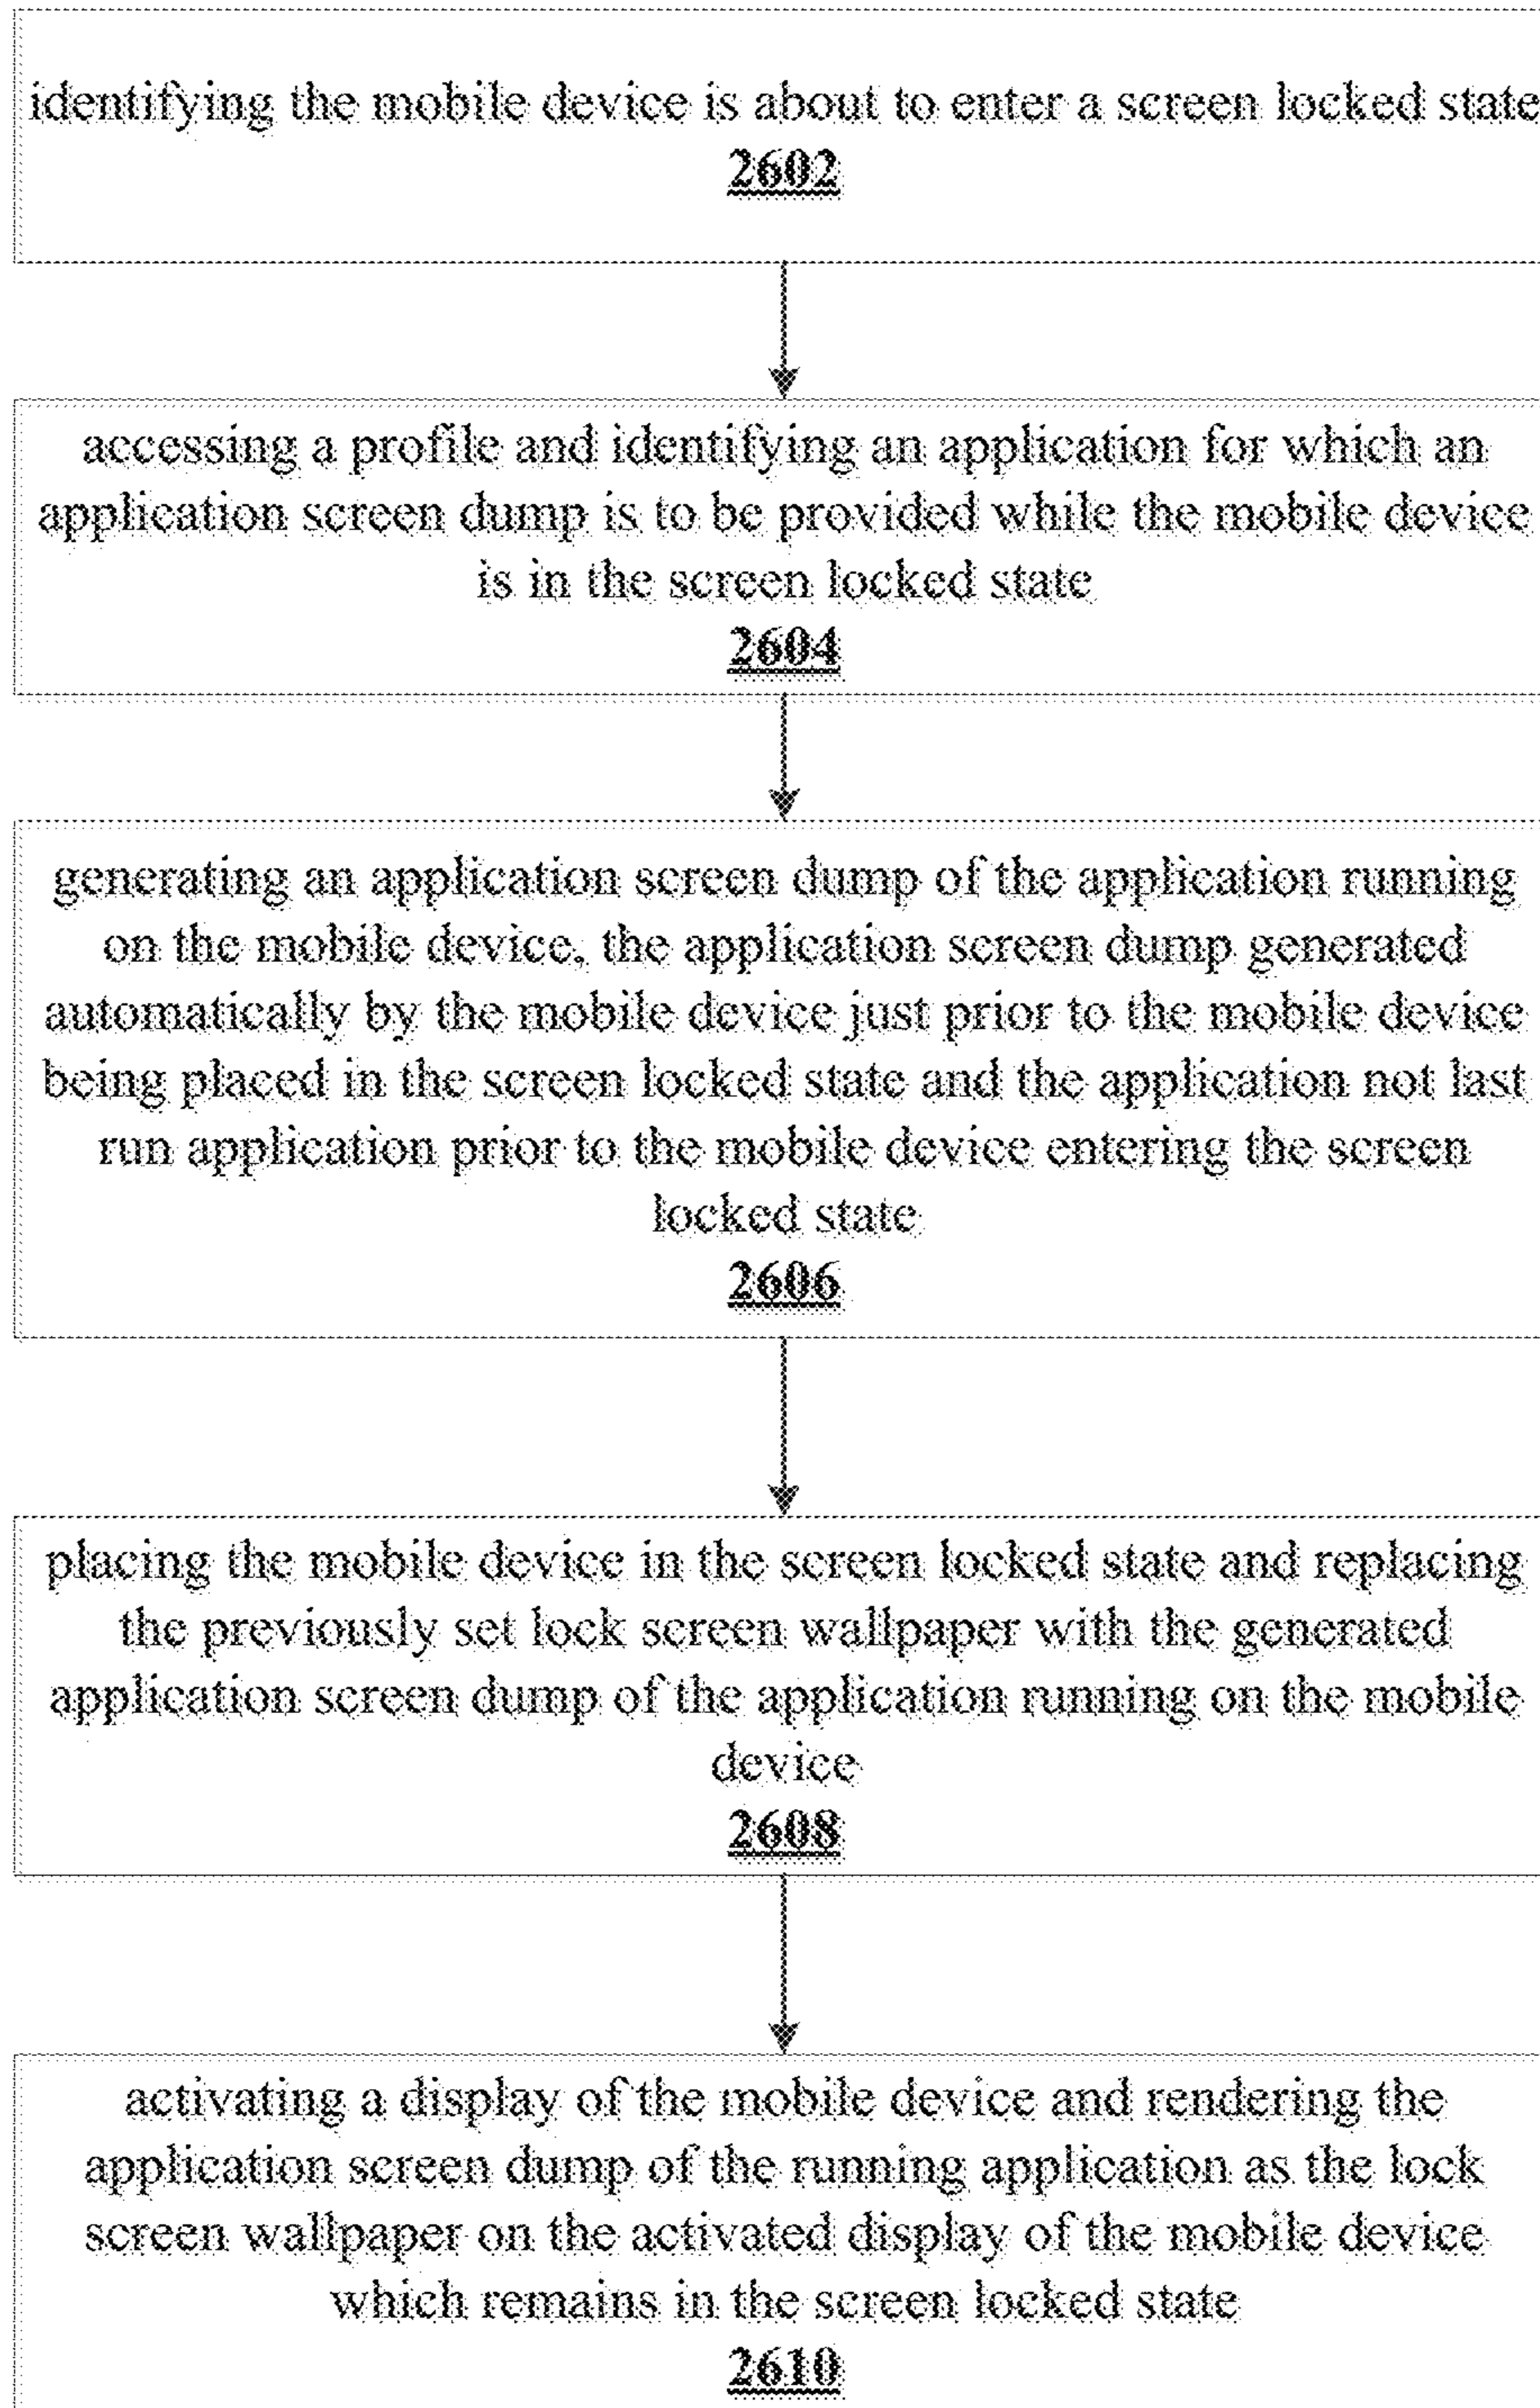 identifying the mobile device is about to enter a screen locked state
2602
accessing a profile and identifying an application for which an
application screen dump is to be provided while the mobile device
is in the screen locked state
2604
generating an application screen dump of the application running
on the mobile device, the application screen dump generated
automatically by the mobile device just prior to the mobile device
being placed in the screen locked state and the application not last
run application prior to the mobile device entering the screen
locked state
2606
placing the mobile device in the screen locked state and replacing
the previously set lock screen wallpaper with the generated
application screen dump of the application running on the mobile
device
2608
activating a display of the mobile device and rendering the
application screen dump of the running application as the lock
screen wallpaper on the activated display of the mobile device
which remains in the screen locked state
2610